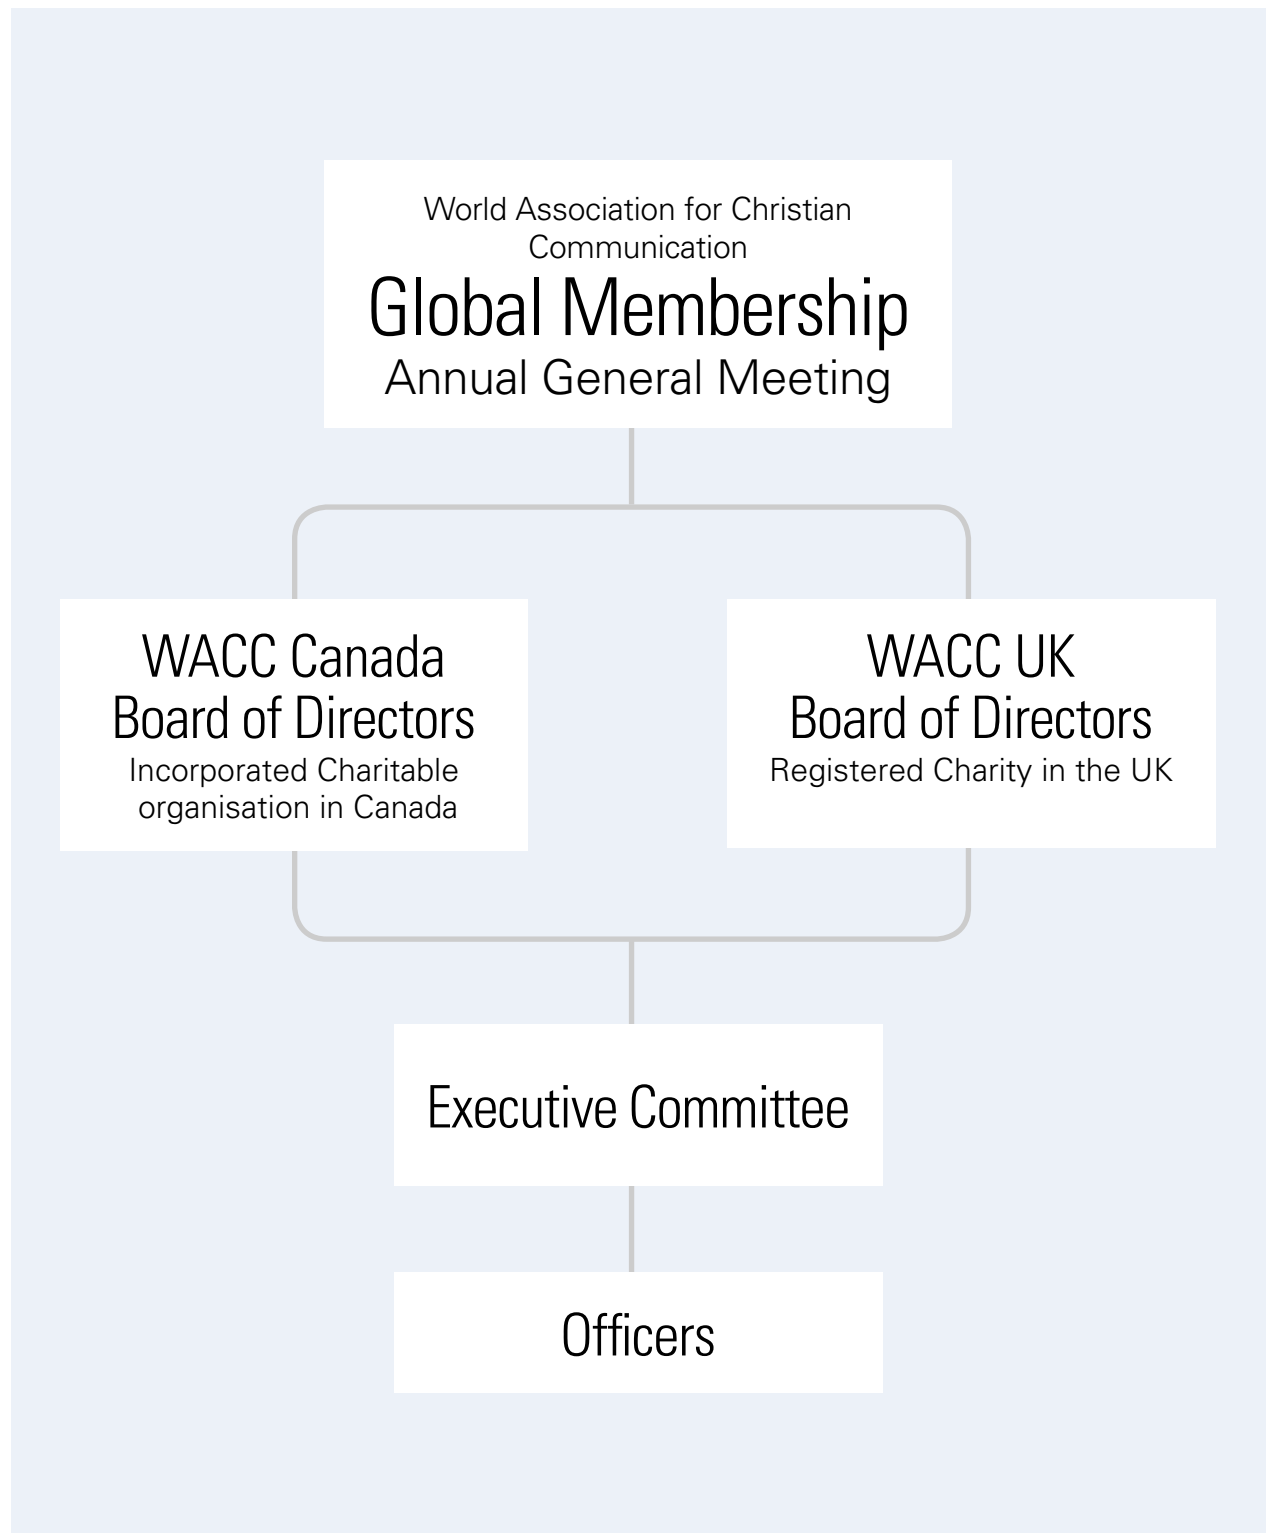 World Association for Christian
Communication
Global Membership
Annual General Meeting
WACC Canada
Board of Directors
Incorporated Charitable
organisation in Canada
WACC UK
Board of Directors
Registered Charity in the UK
Executive Committee
Officers